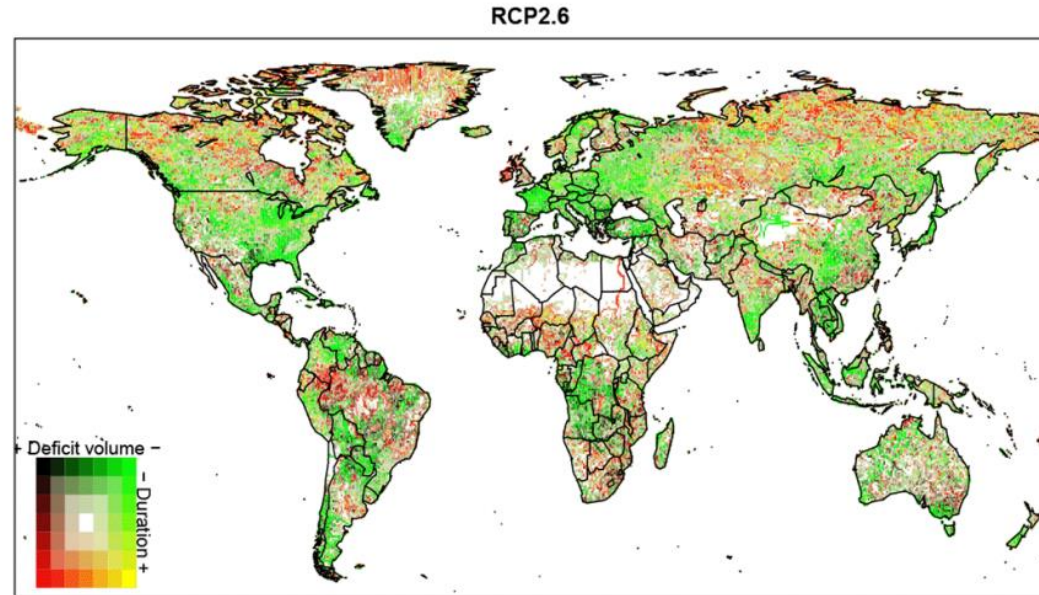 RCP2.6
+ Deficit volume −
− Duration +